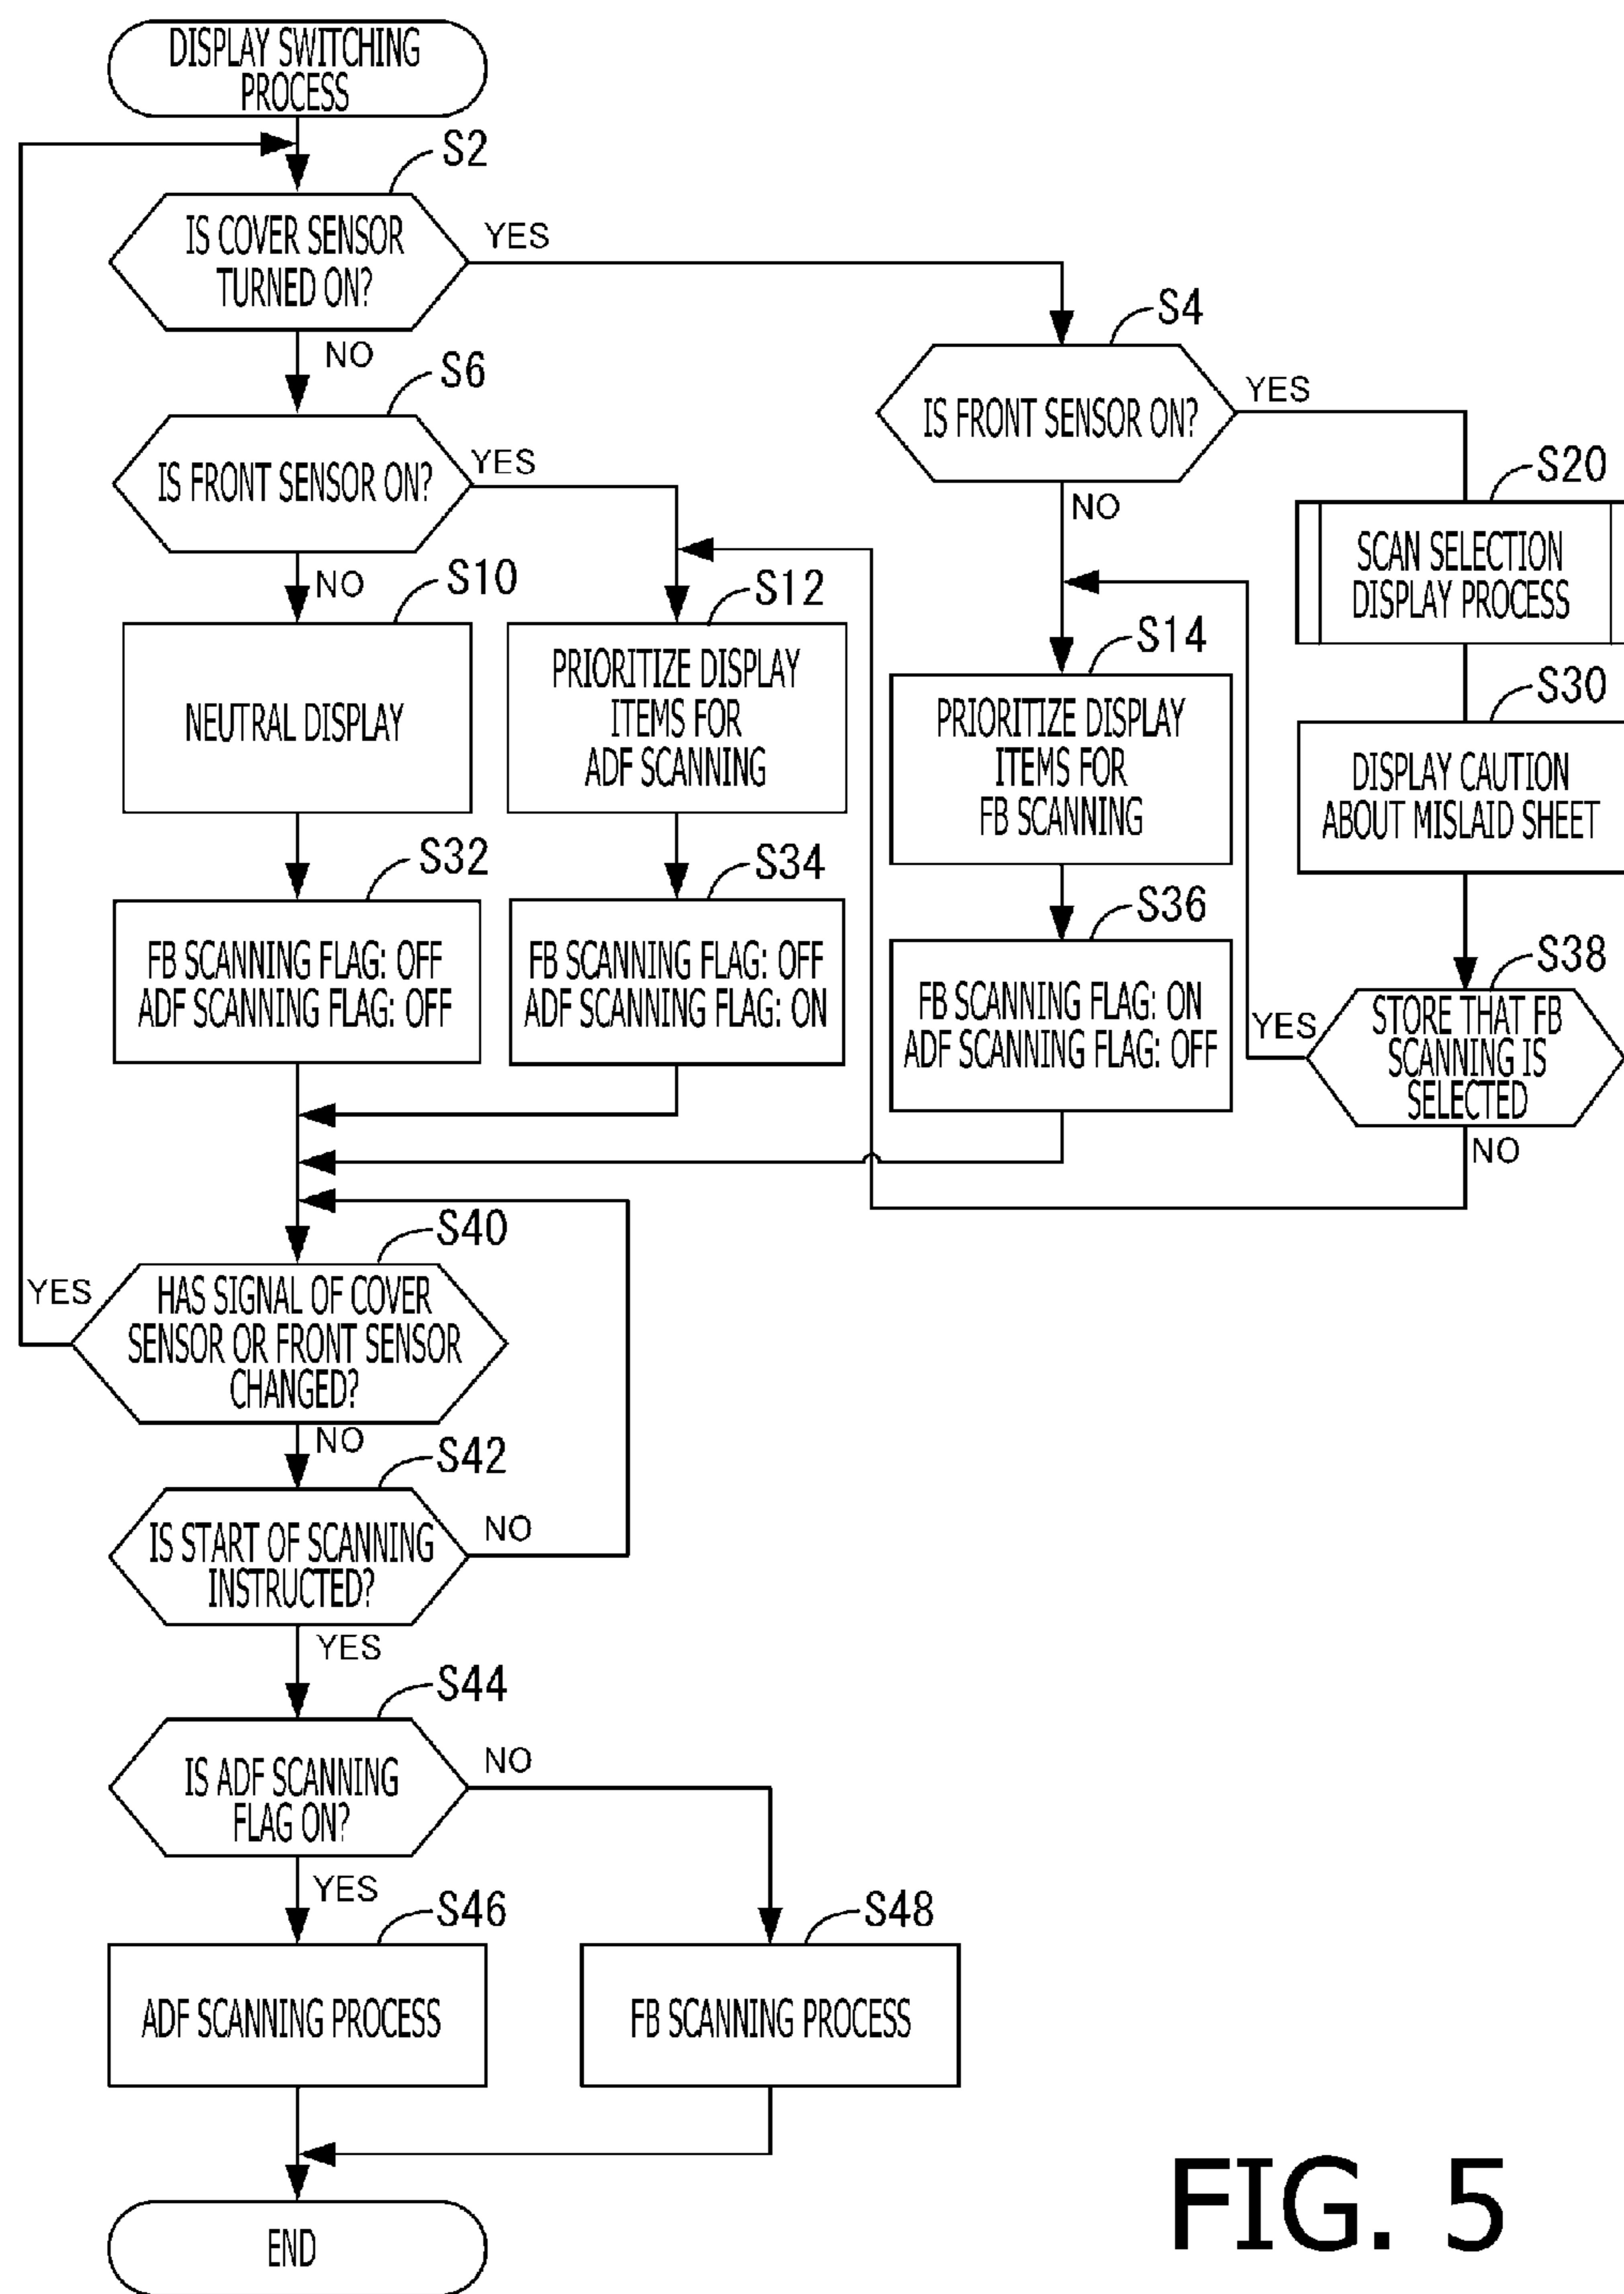 DISPLAY SWITCHING
PROCESS
S2
IS COVER SENSOR
TURNED ON?
YES
NO
S4
IS FRONT SENSOR ON?
YES
NO
S6
IS FRONT SENSOR ON?
YES
NO
S20
SCAN SELECTION
DISPLAY PROCESS
S10
NEUTRAL DISPLAY
S12
PRIORITIZE DISPLAY
ITEMS FOR
ADF SCANNING
S14
PRIORITIZE DISPLAY
ITEMS FOR
FB SCANNING
S30
DISPLAY CAUTION
ABOUT MISLAID SHEET
S32
FB SCANNING FLAG: OFF
ADF SCANNING FLAG: OFF
S34
FB SCANNING FLAG: OFF
ADF SCANNING FLAG: ON
S36
FB SCANNING FLAG: ON
ADF SCANNING FLAG: OFF
S38
STORE THAT FB
SCANNING IS
SELECTED
YES
NO
S40
HAS SIGNAL OF COVER
SENSOR OR FRONT SENSOR
CHANGED?
YES
NO
S42
IS START OF SCANNING
INSTRUCTED?
NO
YES
S44
IS ADF SCANNING
FLAG ON?
NO
YES
S46
ADF SCANNING PROCESS
S48
FB SCANNING PROCESS
END
FIG. 5